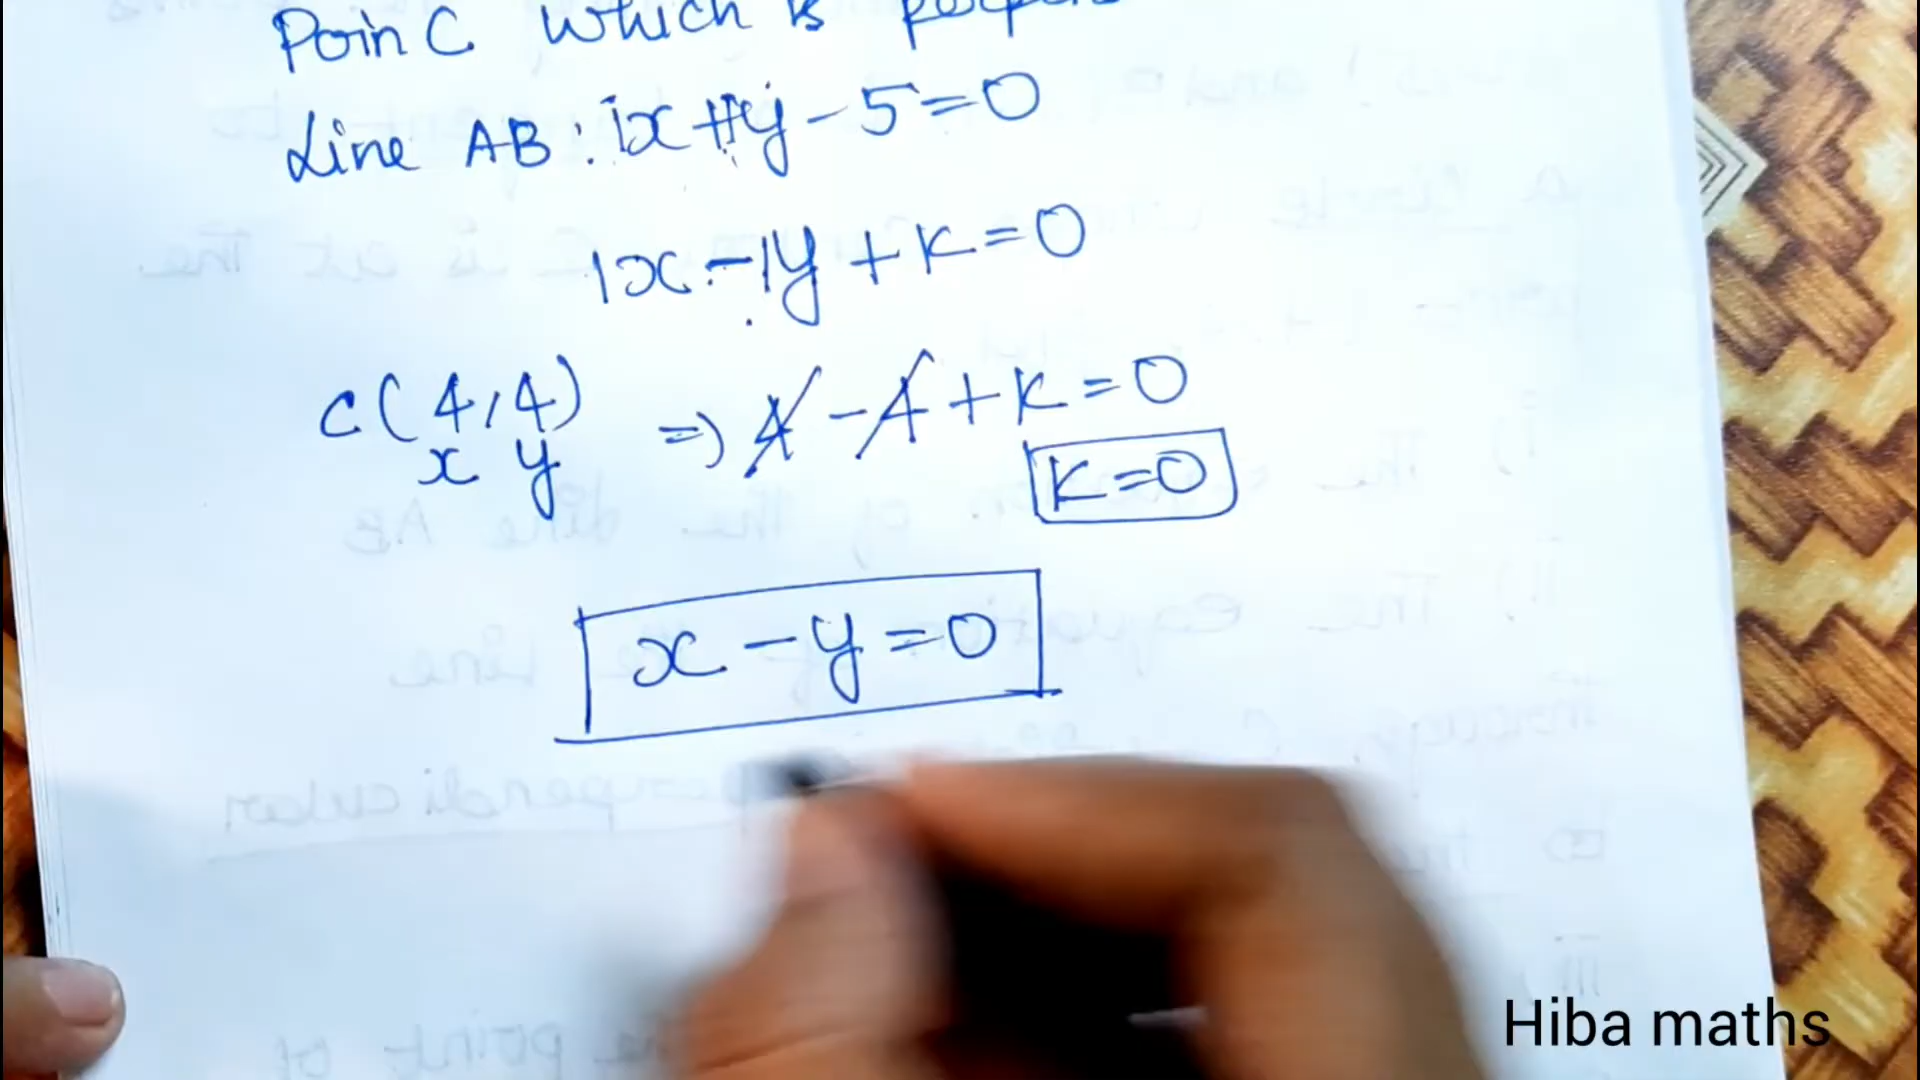 Poin C which is
Line AB : 1x+1y-5=0
1x-1y+k=0
C(4,4) => 4-4+k=0
x y
k=0
x-y=0
Hiba maths